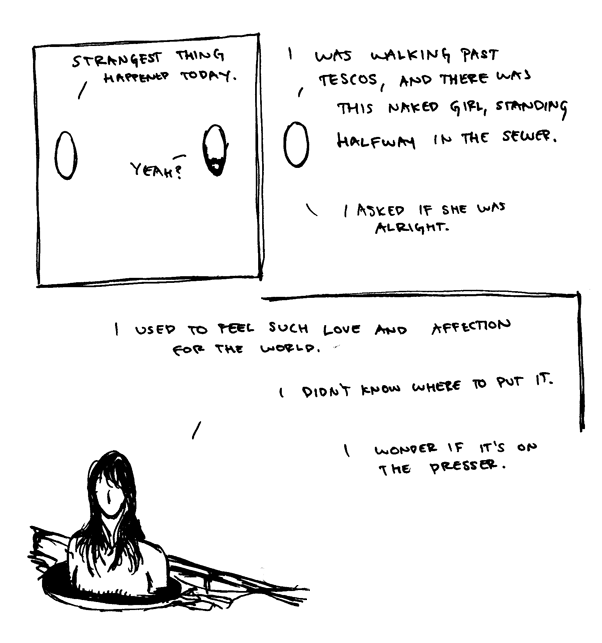 STRANGEST THING
HAPPENED TODAY.
YEAH?
I WAS WALKING PAST
TESCOS, AND THERE WAS
THIS NAKED GIRL, STANDING
HALFWAY IN THE SEWER.
I ASKED IF SHE WAS
ALRIGHT.
I USED TO FEEL SUCH LOVE AND AFFECTION
FOR THE WORLD.
I DIDN'T KNOW WHERE TO PUT IT.
I WONDER IF IT'S ON
THE DRESSER.